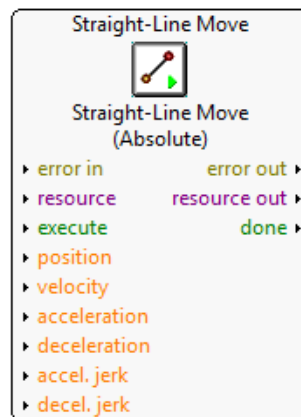 Straight-Line Move
Straight-Line Move
(Absolute)
error in error out
resource resource out
execute done
position
velocity
acceleration
deceleration
accel. jerk
decel. jerk